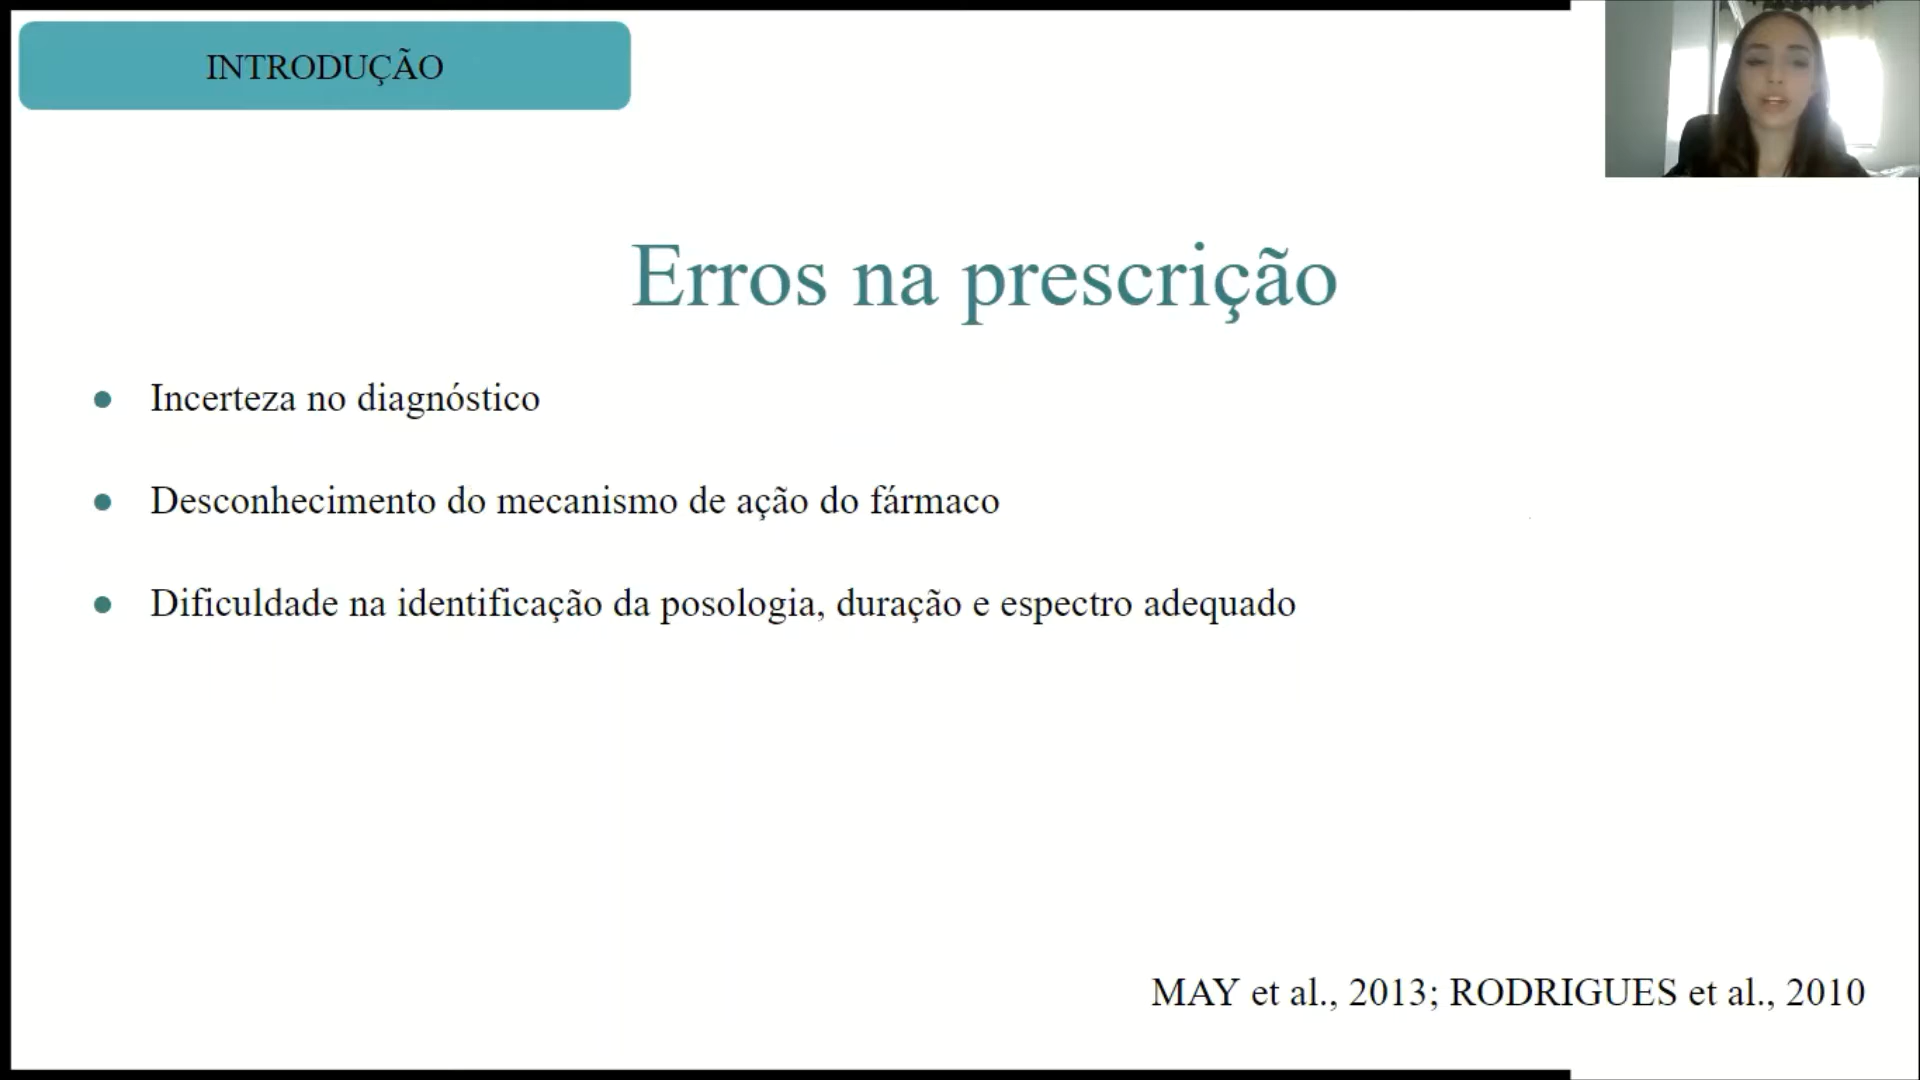 INTRODUÇÃO
Erros na prescrição
● Incerteza no diagnóstico
● Desconhecimento do mecanismo de ação do fármaco
● Dificuldade na identificação da posologia, duração e espectro adequado
MAY et al., 2013; RODRIGUES et al., 2010